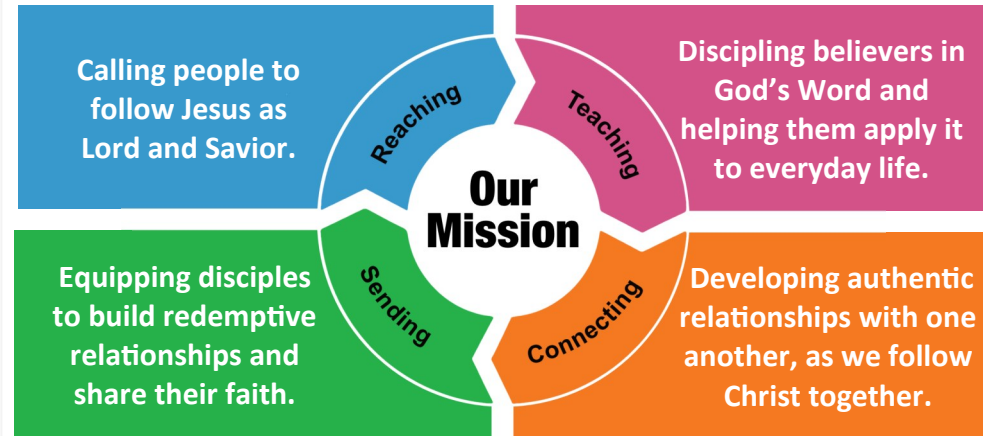 Calling people to
follow Jesus as
Lord and Savior.
Reaching
Teaching
Discipling believers in
God’s Word and
helping them apply it
to everyday life.
Our
Mission
Equipping disciples
to build redemptive
relationships and
share their faith.
Sending
Connecting
Developing authentic
relationships with one
another, as we follow
Christ together.